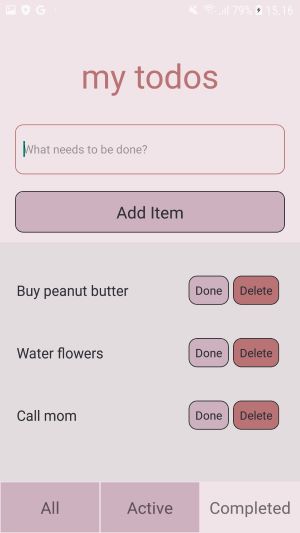 79% 15.16
my todos
What needs to be done?
Add Item
Buy peanut butter Done Delete
Water flowers Done Delete
Call mom Done Delete
All Active Completed